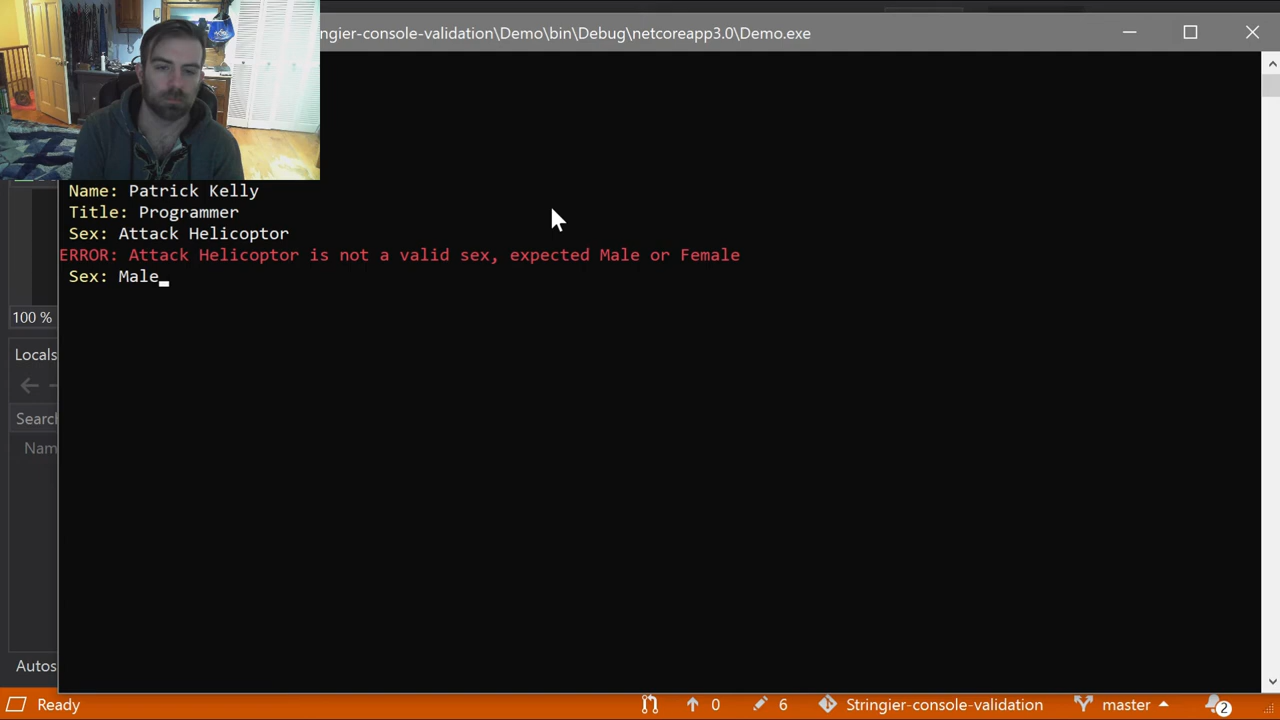 ngier-console-validation\Demo\bin\Debug\netcoreapp3.0\Demo.exe
Name: Patrick Kelly
Title: Programmer
Sex: Attack Helicoptor
ERROR: Attack Helicoptor is not a valid sex, expected Male or Female
Sex: Male
100 %
Locals
Search
Nam
Autos
Ready
0
6
Stringier-console-validation
master
2